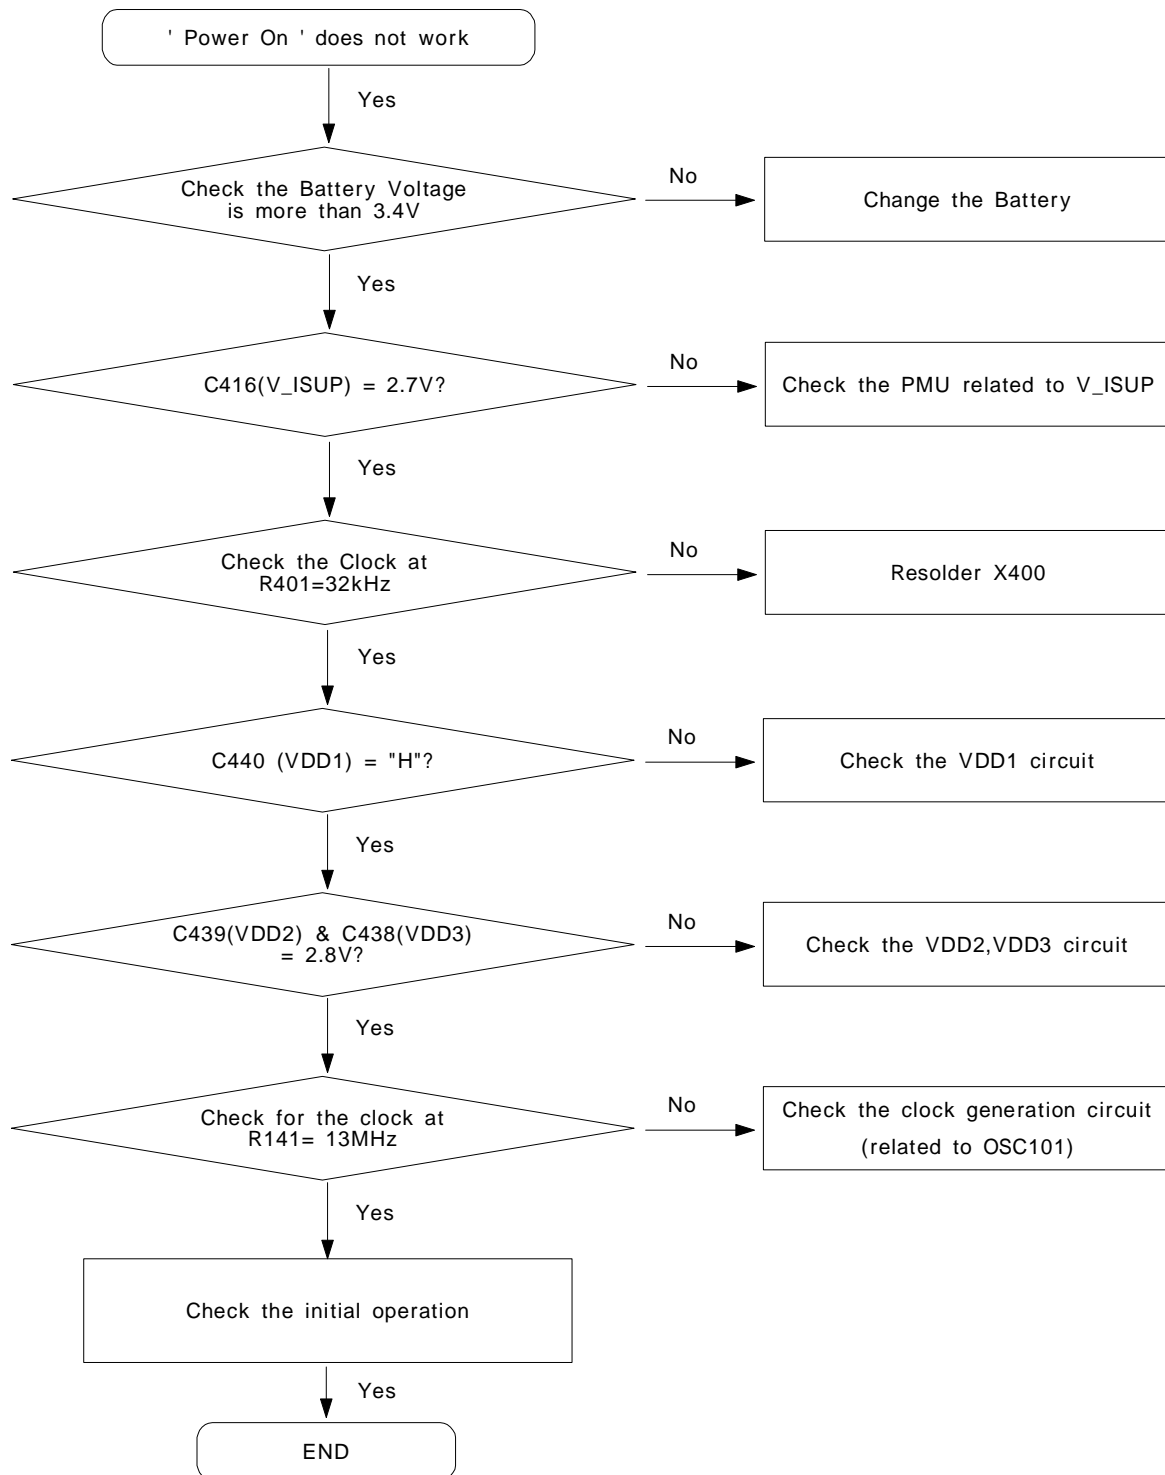 ' Power On ' does not work
Yes
Check the Battery Voltage
is more than 3.4V
No
Change the Battery
Yes
C416(V_ISUP) = 2.7V?
No
Check the PMU related to V_ISUP
Yes
Check the Clock at
R401=32kHz
No
Resolder X400
Yes
C440 (VDD1) = "H"?
No
Check the VDD1 circuit
Yes
C439(VDD2) & C438(VDD3)
= 2.8V?
No
Check the VDD2,VDD3 circuit
Yes
Check for the clock at
R141= 13MHz
No
Check the clock generation circuit
(related to OSC101)
Yes
Check the initial operation
Yes
END